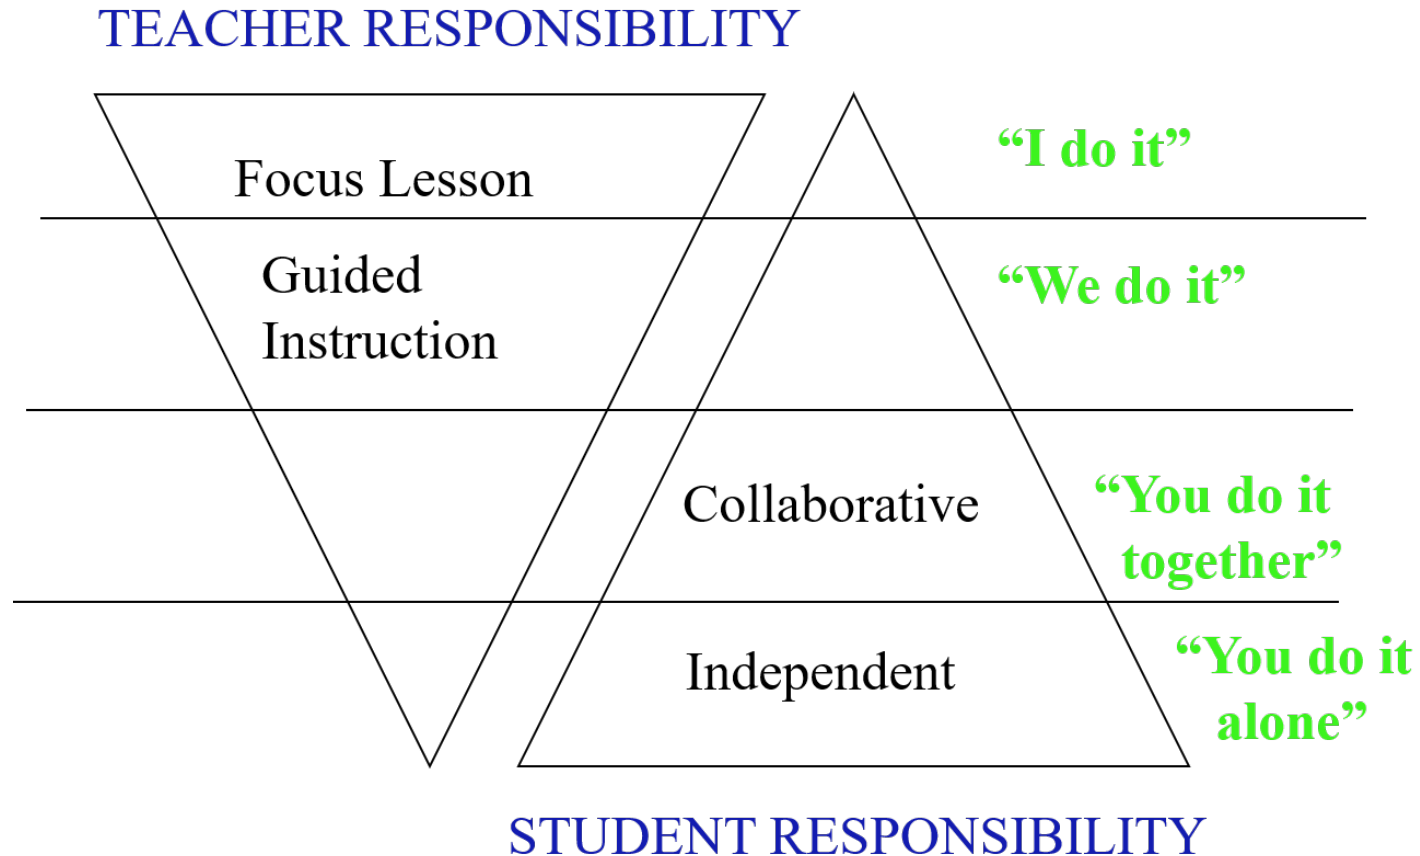 TEACHER RESPONSIBILITY
Focus Lesson
“I do it”
Guided
Instruction
“We do it”
Collaborative
“You do it
together”
Independent
“You do it
alone”
STUDENT RESPONSIBILITY